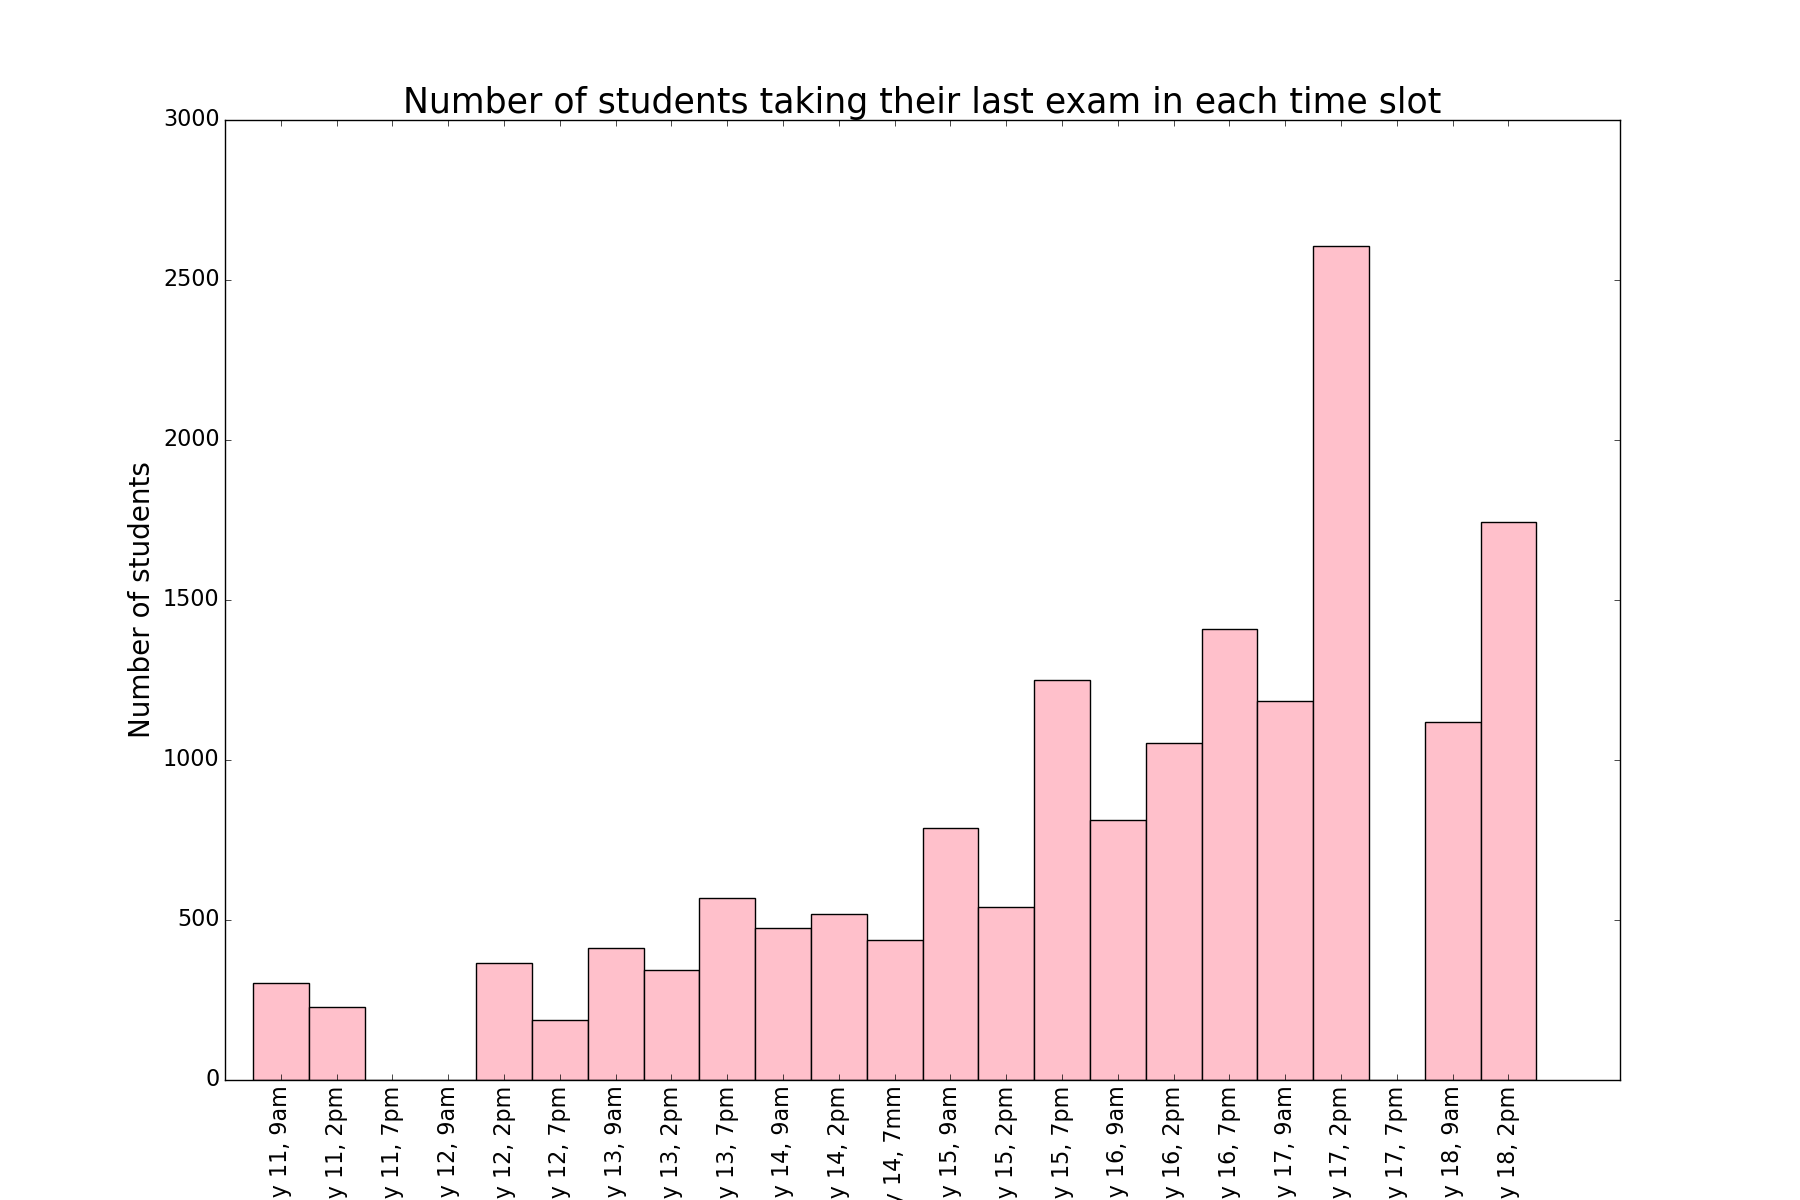 Number of students taking their last exam in each time slot
3000
2500
2000
1500
1000
500
0
Number of students
y 11, 9am
y 11, 2pm
y 11, 7pm
y 12, 9am
y 12, 2pm
y 12, 7pm
y 13, 9am
y 13, 2pm
y 13, 7pm
y 14, 9am
y 14, 2pm
y 14, 7mm
y 15, 9am
y 15, 2pm
y 15, 7pm
y 16, 9am
y 16, 2pm
y 16, 7pm
y 17, 9am
y 17, 2pm
y 17, 7pm
y 18, 9am
y 18, 2pm